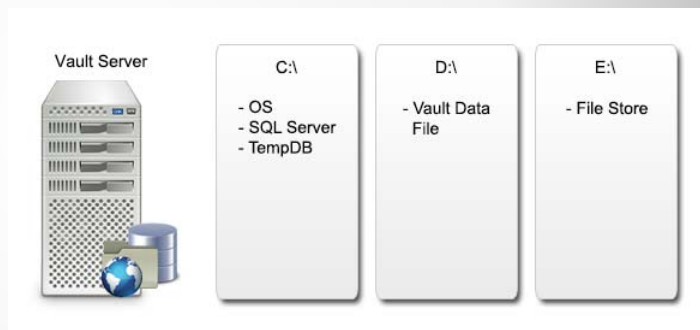 Vault Server
C:\
- OS
- SQL Server
- TempDB
D:\
- Vault Data
File
E:\
- File Store